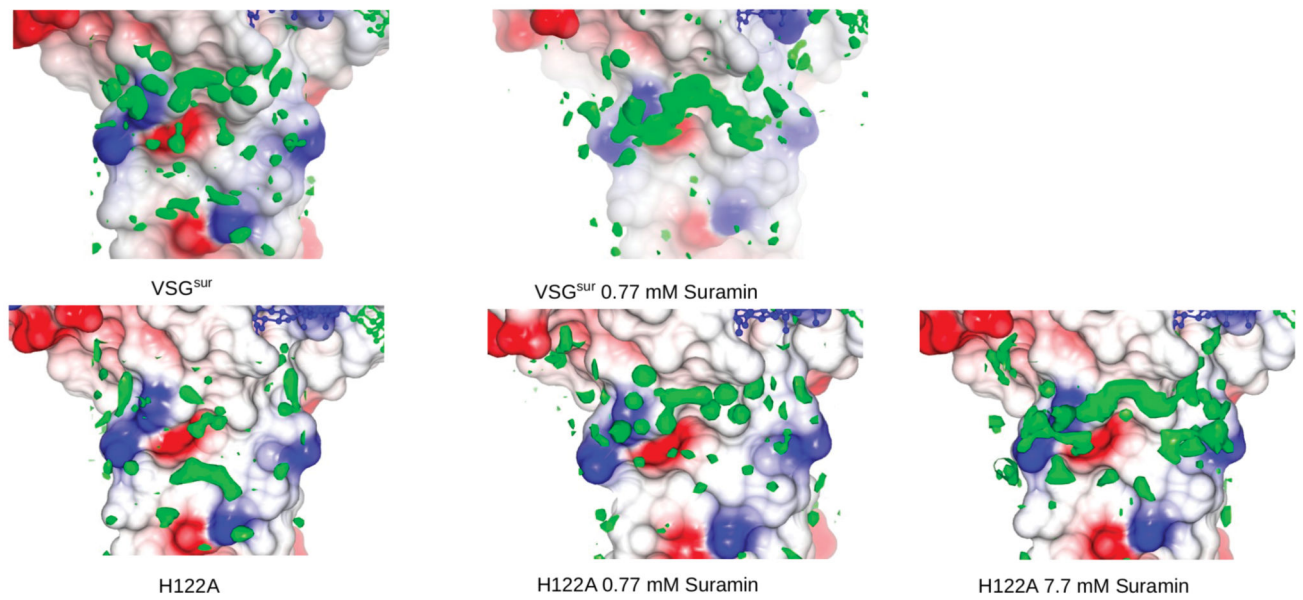 VSGsur
VSGsur 0.77 mM Suramin
H122A
H122A 0.77 mM Suramin
H122A 7.7 mM Suramin